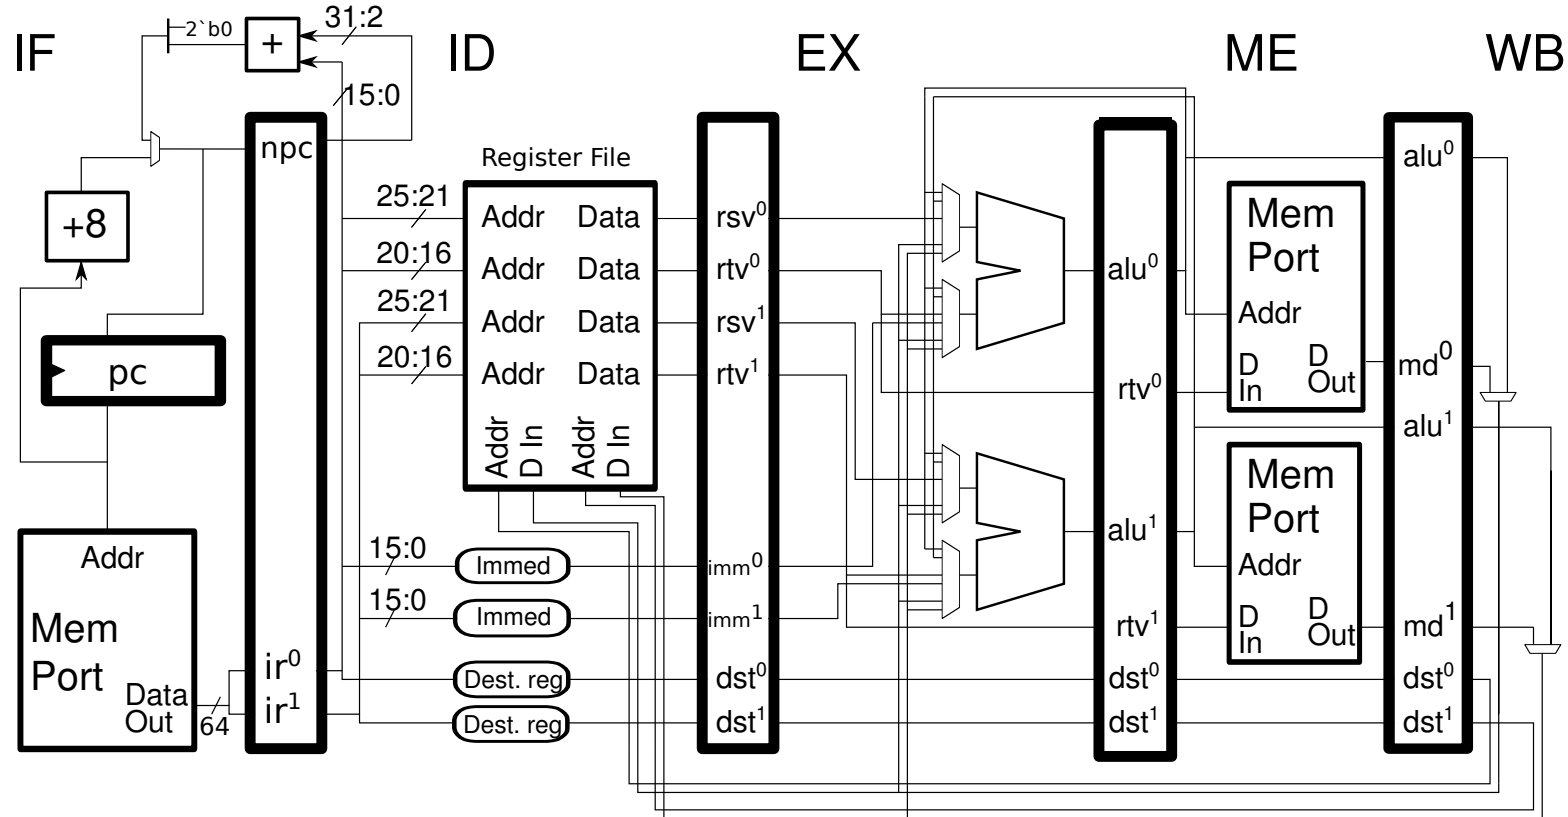 IF ID EX ME WB
2`b0 + 31:2
15:0
npc
+8
pc
Addr
Mem
Port
Data
Out
64
ir⁰
ir¹
Register File
25:21 Addr Data rsv⁰
20:16 Addr Data rtv⁰
25:21 Addr Data rsv¹
20:16 Addr Data rtv¹
Addr
D In
Addr
D In
15:0 Immed imm⁰
15:0 Immed imm¹
Dest. reg dst⁰
Dest. reg dst¹
alu⁰
rtv⁰
alu¹
rtv¹
dst⁰
dst¹
Mem
Port
Addr
D
In
D
Out
Mem
Port
Addr
D
In
D
Out
alu⁰
md⁰
alu¹
md¹
dst⁰
dst¹